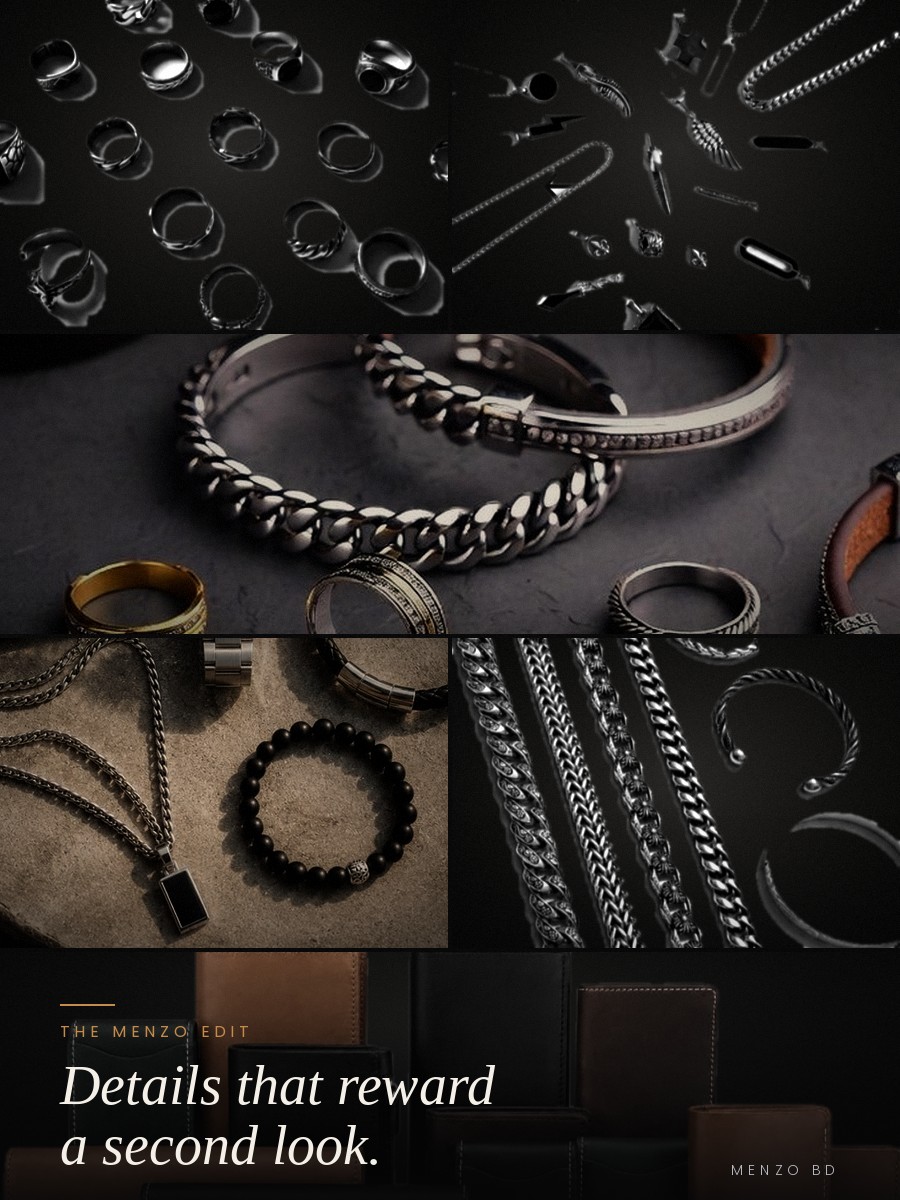 THE MENZO EDIT
Details that reward
a second look.
MENZO BD